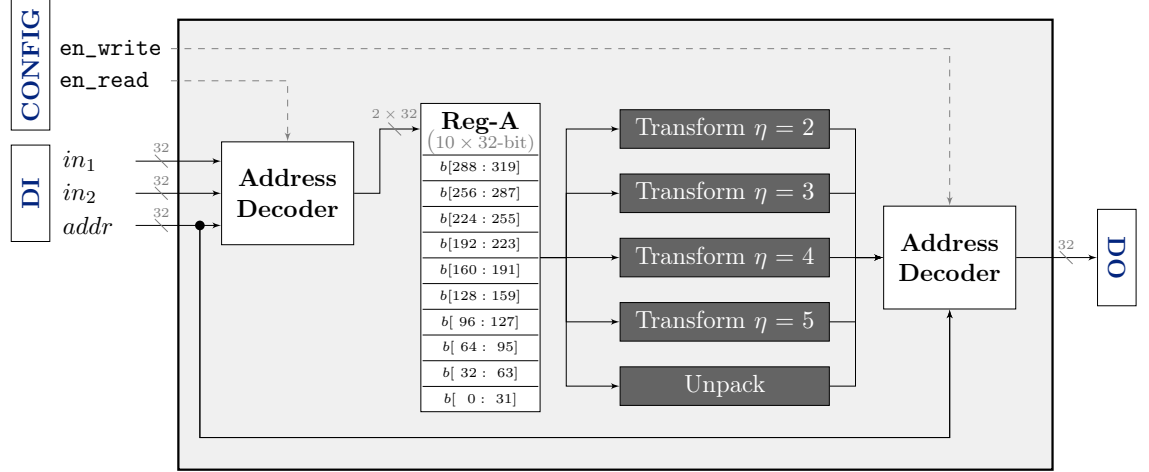 CONFIG
en_write
en_read
DI
in₁
in₂
addr
32
32
32
Address
Decoder
2 × 32
Reg-A
(10 × 32-bit)
b[288 : 319]
b[256 : 287]
b[224 : 255]
b[192 : 223]
b[160 : 191]
b[128 : 159]
b[ 96 : 127]
b[ 64 : 95]
b[ 32 : 63]
b[ 0 : 31]
Transform η = 2
Transform η = 3
Transform η = 4
Transform η = 5
Unpack
Address
Decoder
32
DO